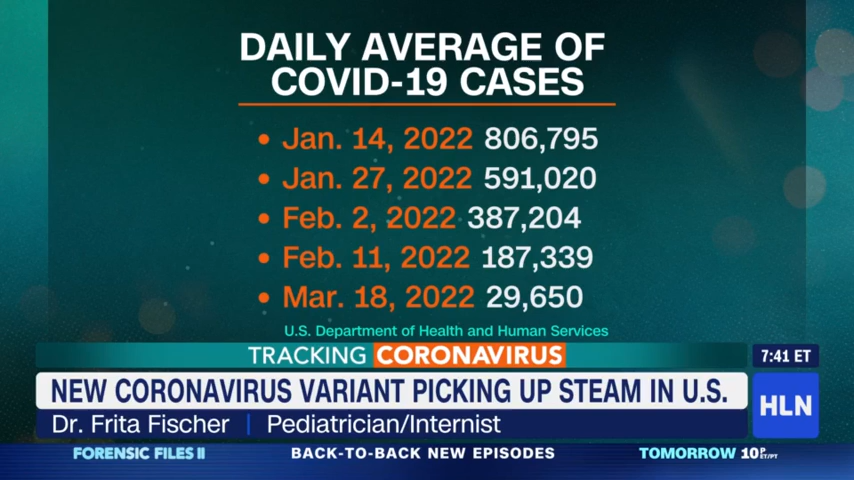 DAILY AVERAGE OF
COVID-19 CASES
• Jan. 14, 2022 806,795
• Jan. 27, 2022 591,020
• Feb. 2, 2022 387,204
• Feb. 11, 2022 187,339
• Mar. 18, 2022 29,650
U.S. Department of Health and Human Services
TRACKING CORONAVIRUS
7:41 ET
NEW CORONAVIRUS VARIANT PICKING UP STEAM IN U.S.
HLN
Dr. Frita Fischer | Pediatrician/Internist
FORENSIC FILES II BACK-TO-BACK NEW EPISODES TOMORROW 10P ET/PT